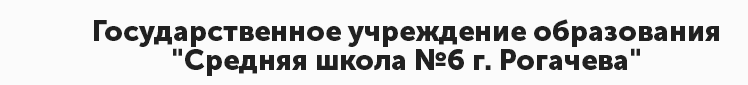 Государственное учреждение образования
"Средняя школа №6 г. Рогачева"